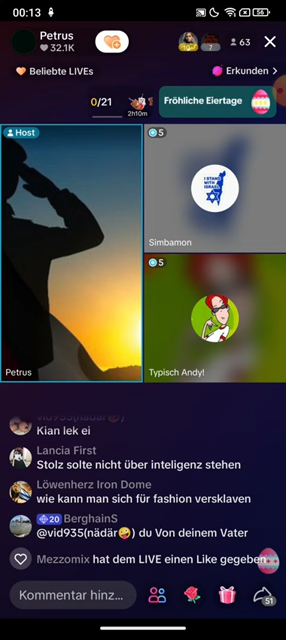 00:13
56
Petrus
32.1K
63
Beliebte LIVEs
Erkunden >
0/21
2h10m
Fröhliche Eiertage
Host
5
I STAND WITH ISRAEL
Simbamon
5
Petrus
Typisch Andy!
vid935(nädär🤪)
Kian lek ei
Lancia First
Stolz solte nicht über inteligenz stehen
Löwenherz Iron Dome
wie kann man sich für fashion versklaven
20 BerghainS
@vid935(nädär🤪) du Von deinem Vater
Mezzomix hat dem LIVE einen Like gegeben
Kommentar hinz...
51